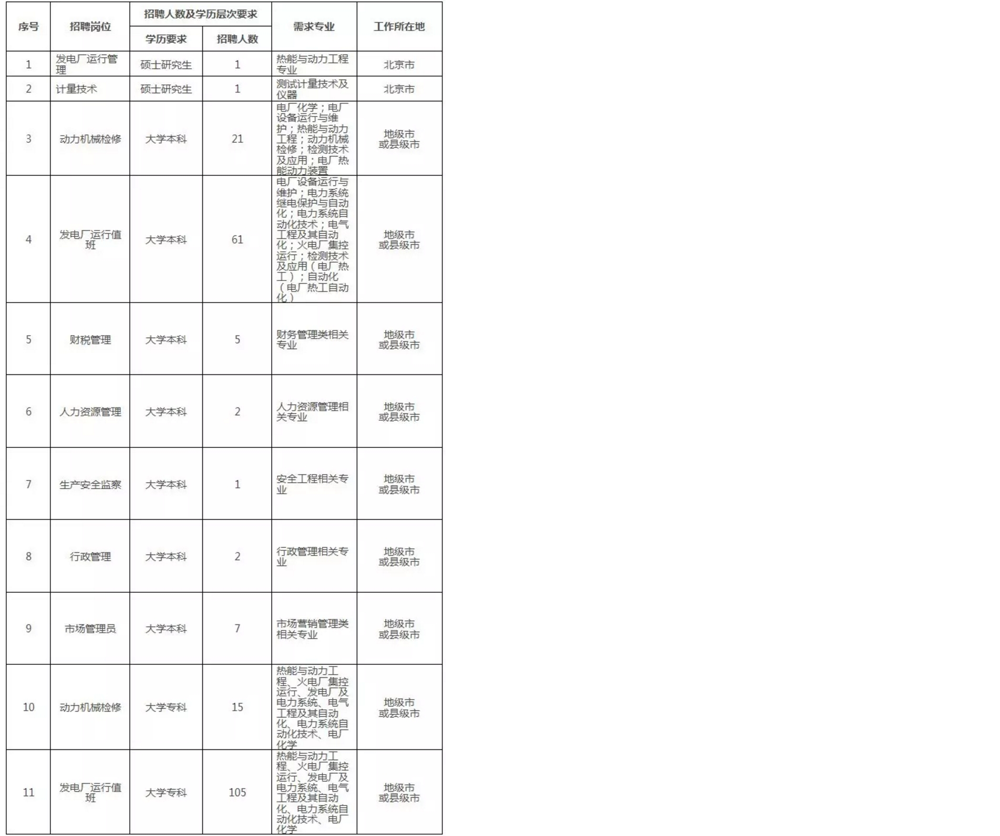 序号
招聘岗位
招聘人数及学历层次要求
学历要求
招聘人数
需求专业
工作所在地
1
发电厂运行管
理
硕士研究生
1
热能与动力工程
专业
北京市
2
计量技术
硕士研究生
1
测试计量技术及
仪器
北京市
3
动力机械检修
大学本科
21
电厂化学；电厂
设备运行与维
护；热能与动力
工程；动力机械
检修；检测技术
及应用；电厂热
能动力装置
地级市
或县级市
4
发电厂运行值
班
大学本科
61
电厂设备运行与
维护；电力系统
继电保护与自动
化；电力系统自
动化技术；电气
工程及其自动
化；火电厂集控
运行；检测技术
及应用（电厂热
工）；自动化
（电厂热工自动
化）
地级市
或县级市
5
财税管理
大学本科
5
财务管理类相关
专业
地级市
或县级市
6
人力资源管理
大学本科
2
人力资源管理相
关专业
地级市
或县级市
7
生产安全监察
大学本科
1
安全工程相关专
业
地级市
或县级市
8
行政管理
大学本科
2
行政管理相关专
业
地级市
或县级市
9
市场管理员
大学本科
7
市场营销管理类
相关专业
地级市
或县级市
10
动力机械检修
大学专科
15
热能与动力工
程、火电厂集控
运行、发电厂及
电力系统、电气
工程及其自动
化、电力系统自
动化技术、电厂
化学
地级市
或县级市
11
发电厂运行值
班
大学专科
105
热能与动力工
程、火电厂集控
运行、发电厂及
电力系统、电气
工程及其自动
化、电力系统自
动化技术、电厂
化学
地级市
或县级市